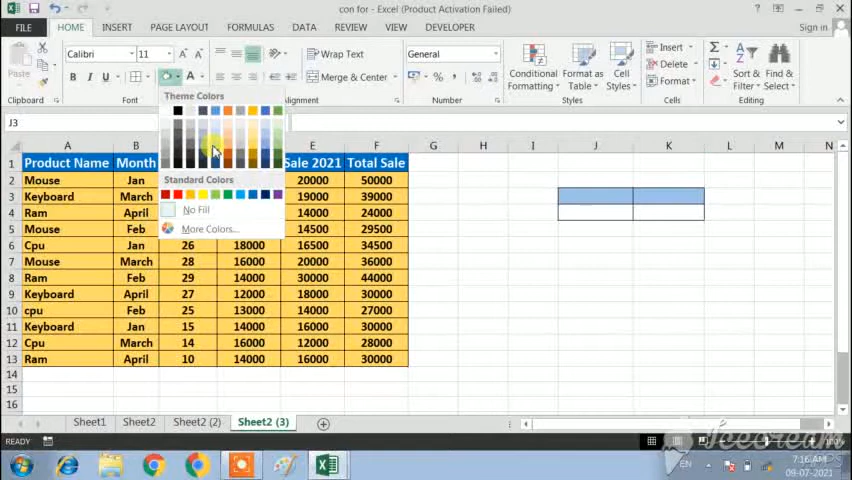 con for - Excel (Product Activation Failed)
FILE HOME INSERT PAGE LAYOUT FORMULAS DATA REVIEW VIEW DEVELOPER Sign in
Paste Calibri 11 A A Wrap Text General Conditional Formatting Format as Table Cell Styles Insert Delete Format Sort & Filter Find & Select
B I U A Merge & Center
Clipboard Font Alignment Number Styles Cells Editing
Theme Colors
Standard Colors
No Fill
More Colors...
J3
A B E F G H I J K L M N
1 Product Name Month Sale 2021 Total Sale
2 Mouse Jan 20000 50000
3 Keyboard March 19000 39000
4 Ram April 14000 24000
5 Mouse Feb 14500 29500
6 Cpu Jan 26 18000 16500 34500
7 Mouse March 28 16000 20000 36000
8 Ram Feb 29 14000 30000 44000
9 Keyboard April 27 12000 18000 30000
10 cpu Feb 25 13000 14000 27000
11 Keyboard Jan 15 14000 16000 30000
12 Cpu March 14 16000 12000 28000
13 Ram April 10 14000 16000 30000
14
15
16
Sheet1 Sheet2 Sheet2 (2) Sheet2 (3)
READY 100%
Icecream
APPS
EN 7:16 AM
09-07-2021